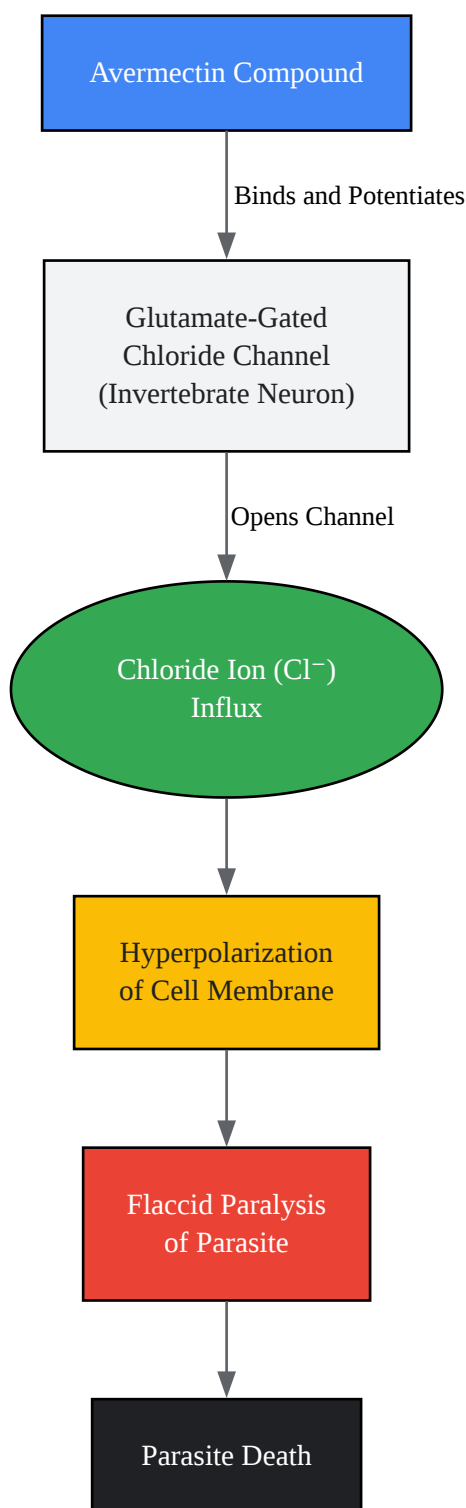 Avermectin Compound
Binds and Potentiates
Glutamate-Gated
Chloride Channel
(Invertebrate Neuron)
Opens Channel
Chloride Ion (Cl⁻)
Influx
Hyperpolarization
of Cell Membrane
Flaccid Paralysis
of Parasite
Parasite Death